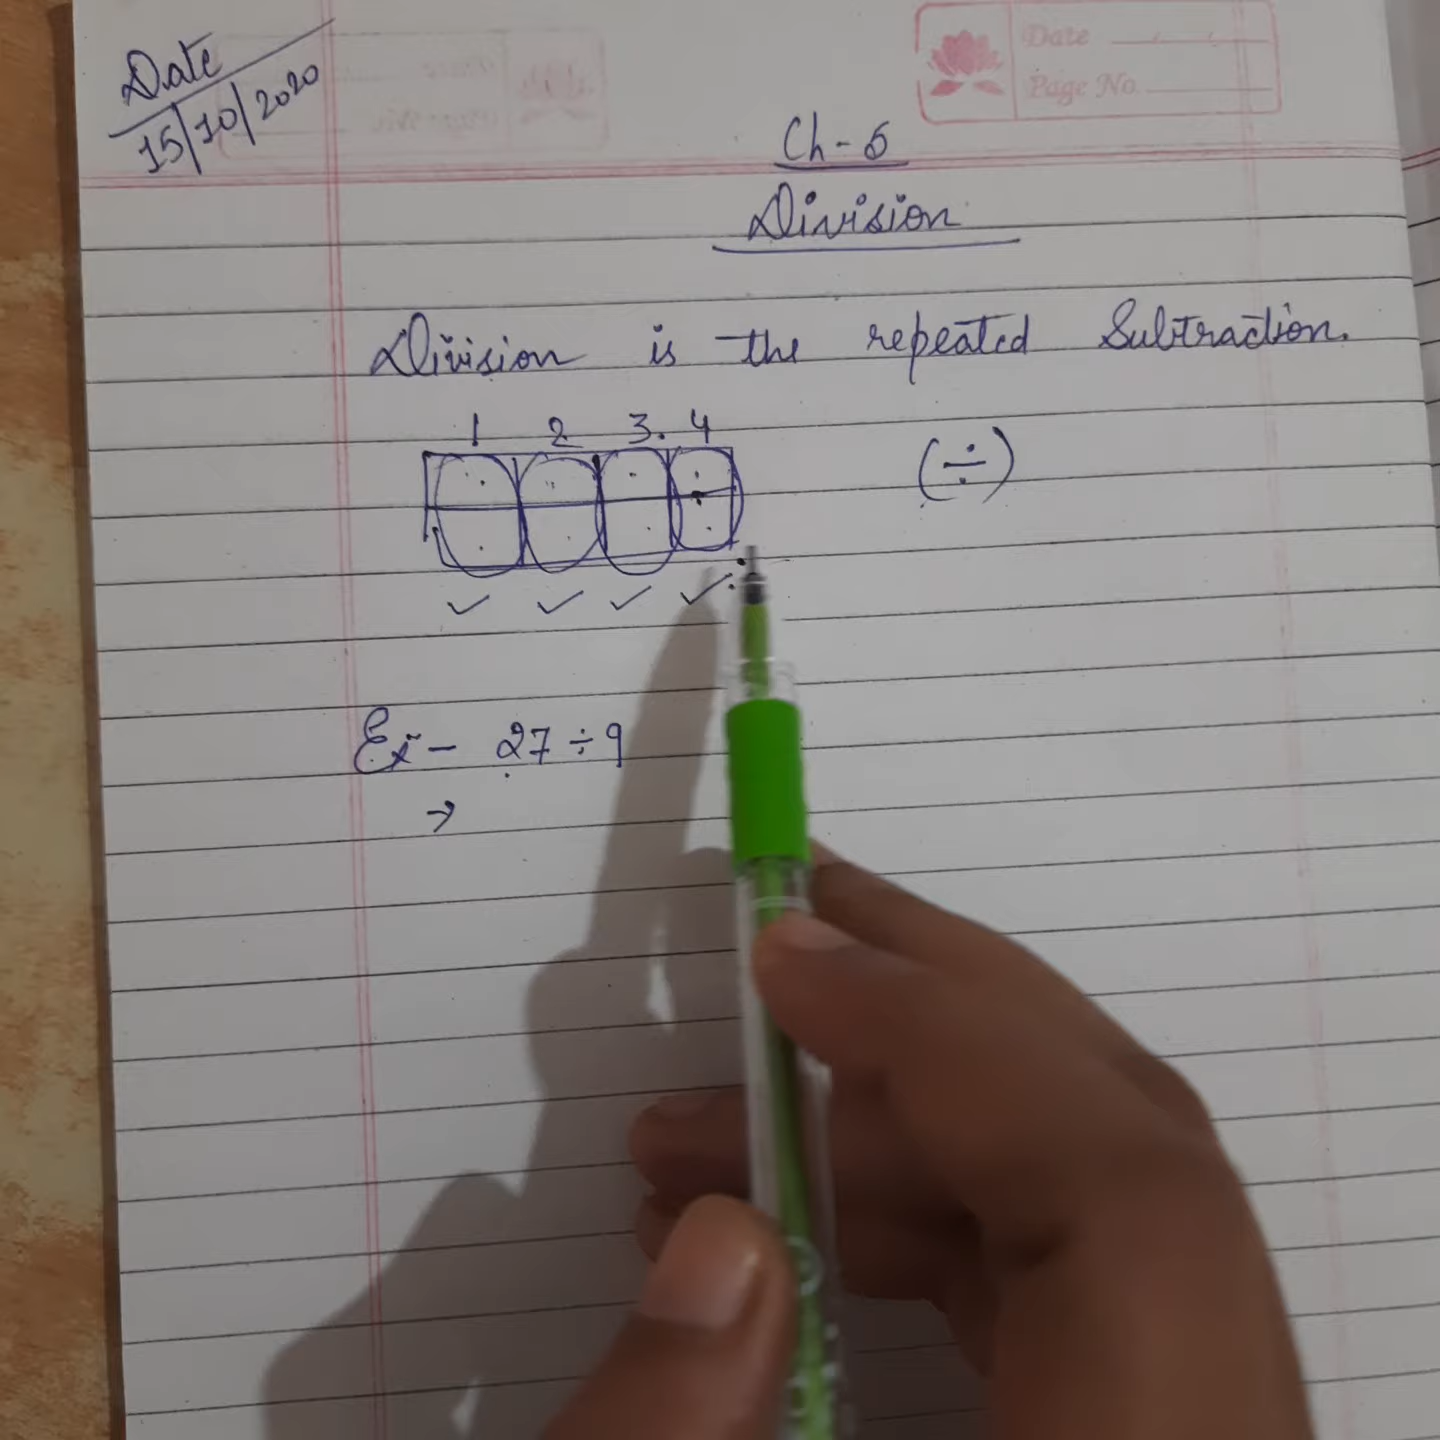 Date
15/10/2020
Date
Page No.
Ch - 5
Division
Division is the repeated Subtraction.
1 2 3. 4
(÷)
Ex - 27 ÷ 9
→